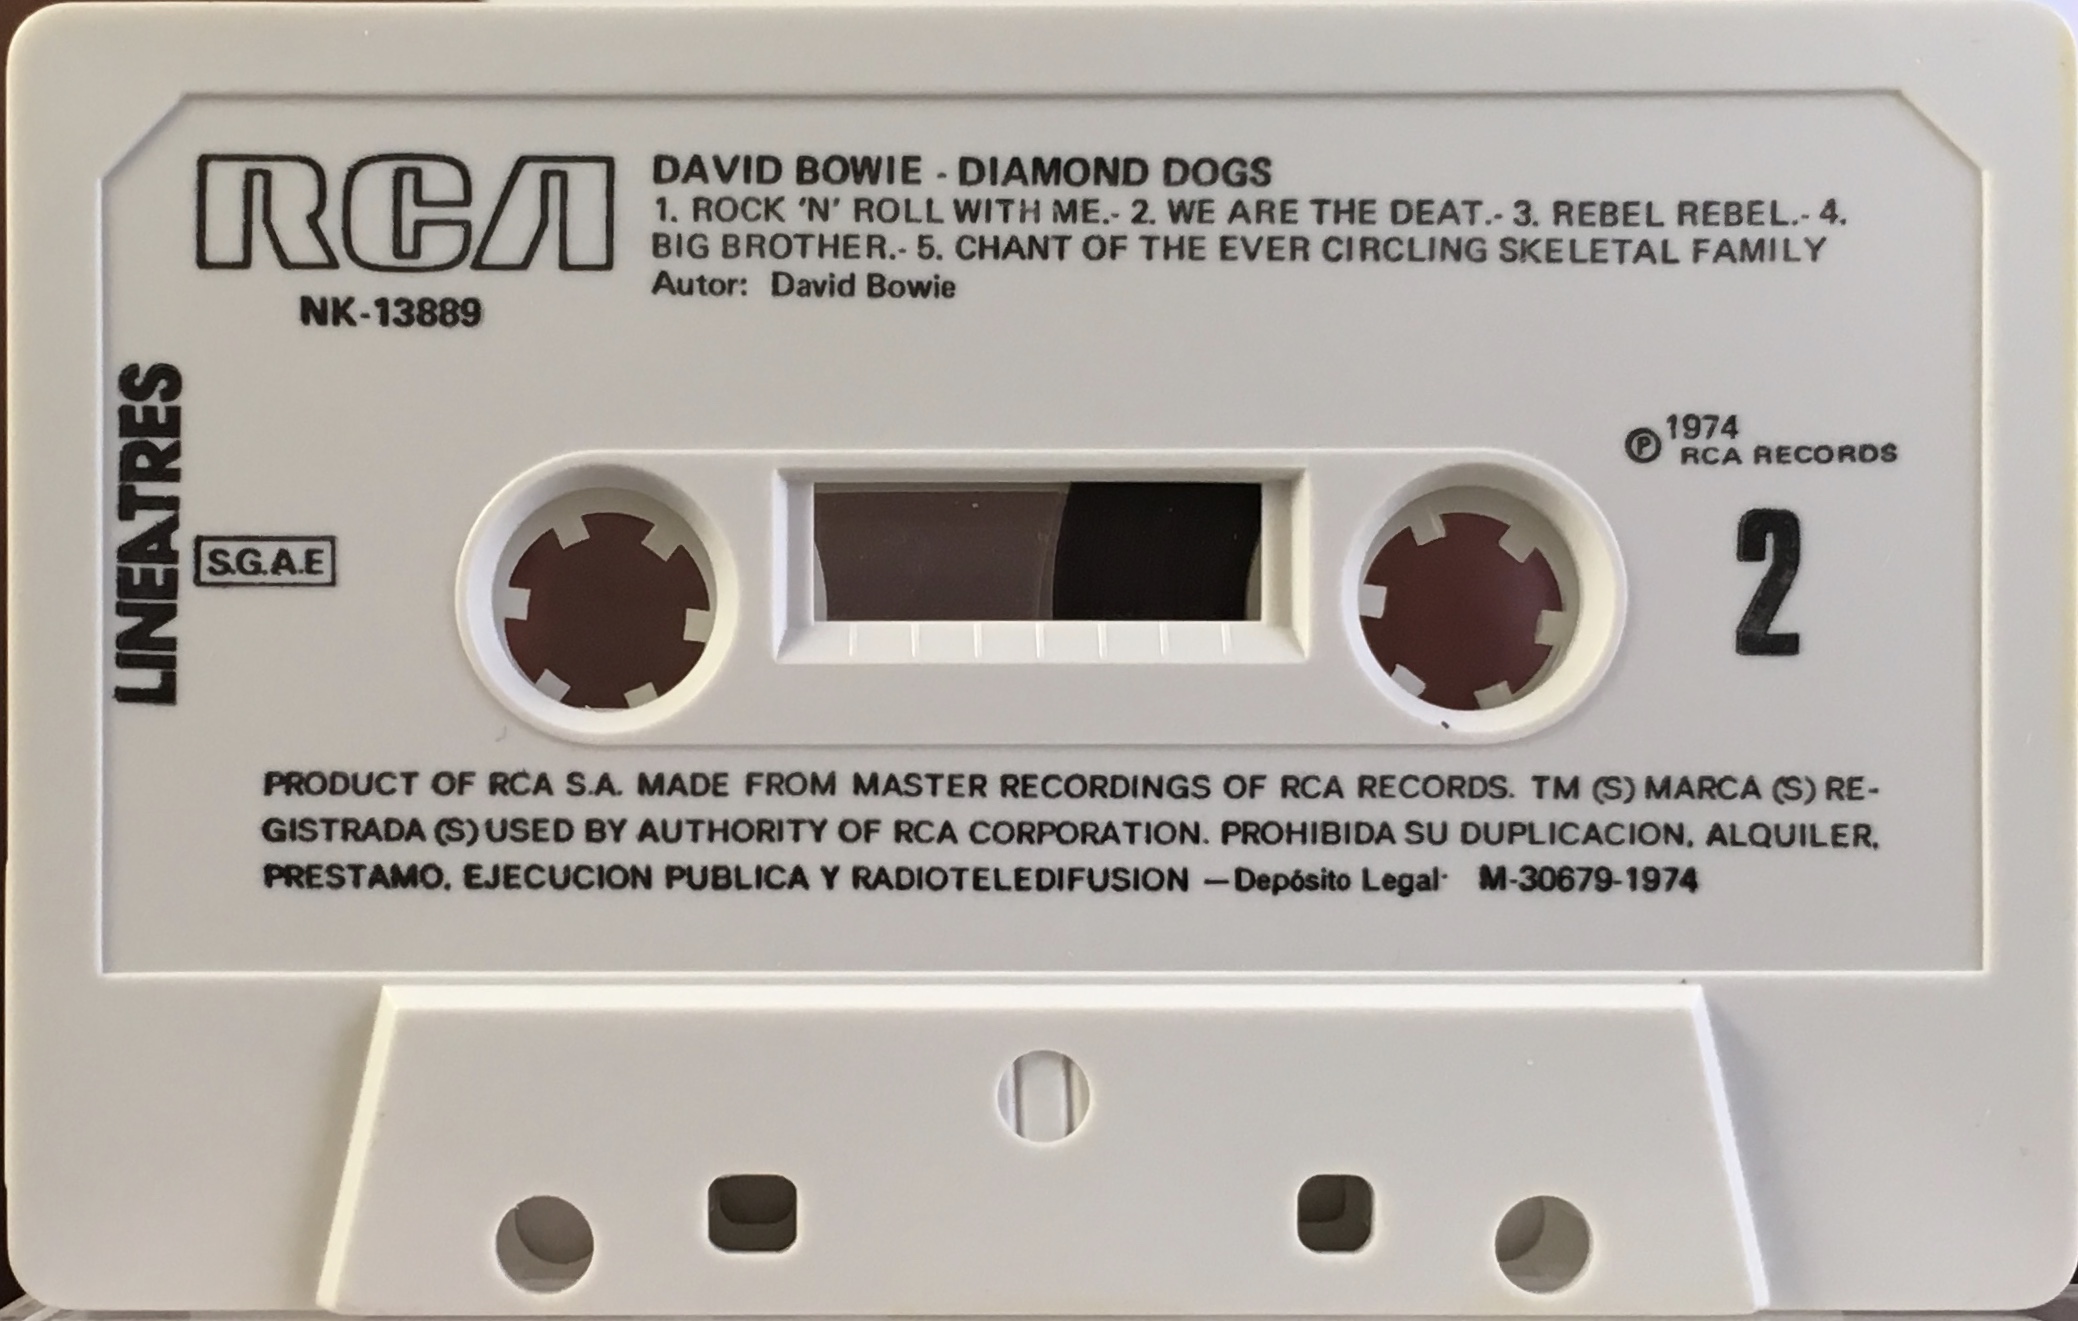 RCA
NK-13889
DAVID BOWIE - DIAMOND DOGS
1. ROCK 'N' ROLL WITH ME.- 2. WE ARE THE DEAT.- 3. REBEL REBEL.- 4.
BIG BROTHER.- 5. CHANT OF THE EVER CIRCLING SKELETAL FAMILY
Autor: David Bowie
LINEATRES
S.G.A.E
℗ 1974
RCA RECORDS
2
PRODUCT OF RCA S.A. MADE FROM MASTER RECORDINGS OF RCA RECORDS. TM (S) MARCA (S) RE-
GISTRADA (S) USED BY AUTHORITY OF RCA CORPORATION. PROHIBIDA SU DUPLICACION, ALQUILER,
PRESTAMO, EJECUCION PUBLICA Y RADIOTELEDIFUSION —Depósito Legal· M-30679-1974